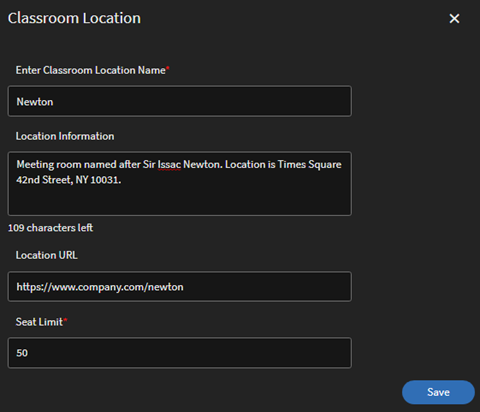 Classroom Location
Enter Classroom Location Name*
Newton
Location Information
Meeting room named after Sir Issac Newton. Location is Times Square
42nd Street, NY 10031.
109 characters left
Location URL
https://www.company.com/newton
Seat Limit*
50
Save